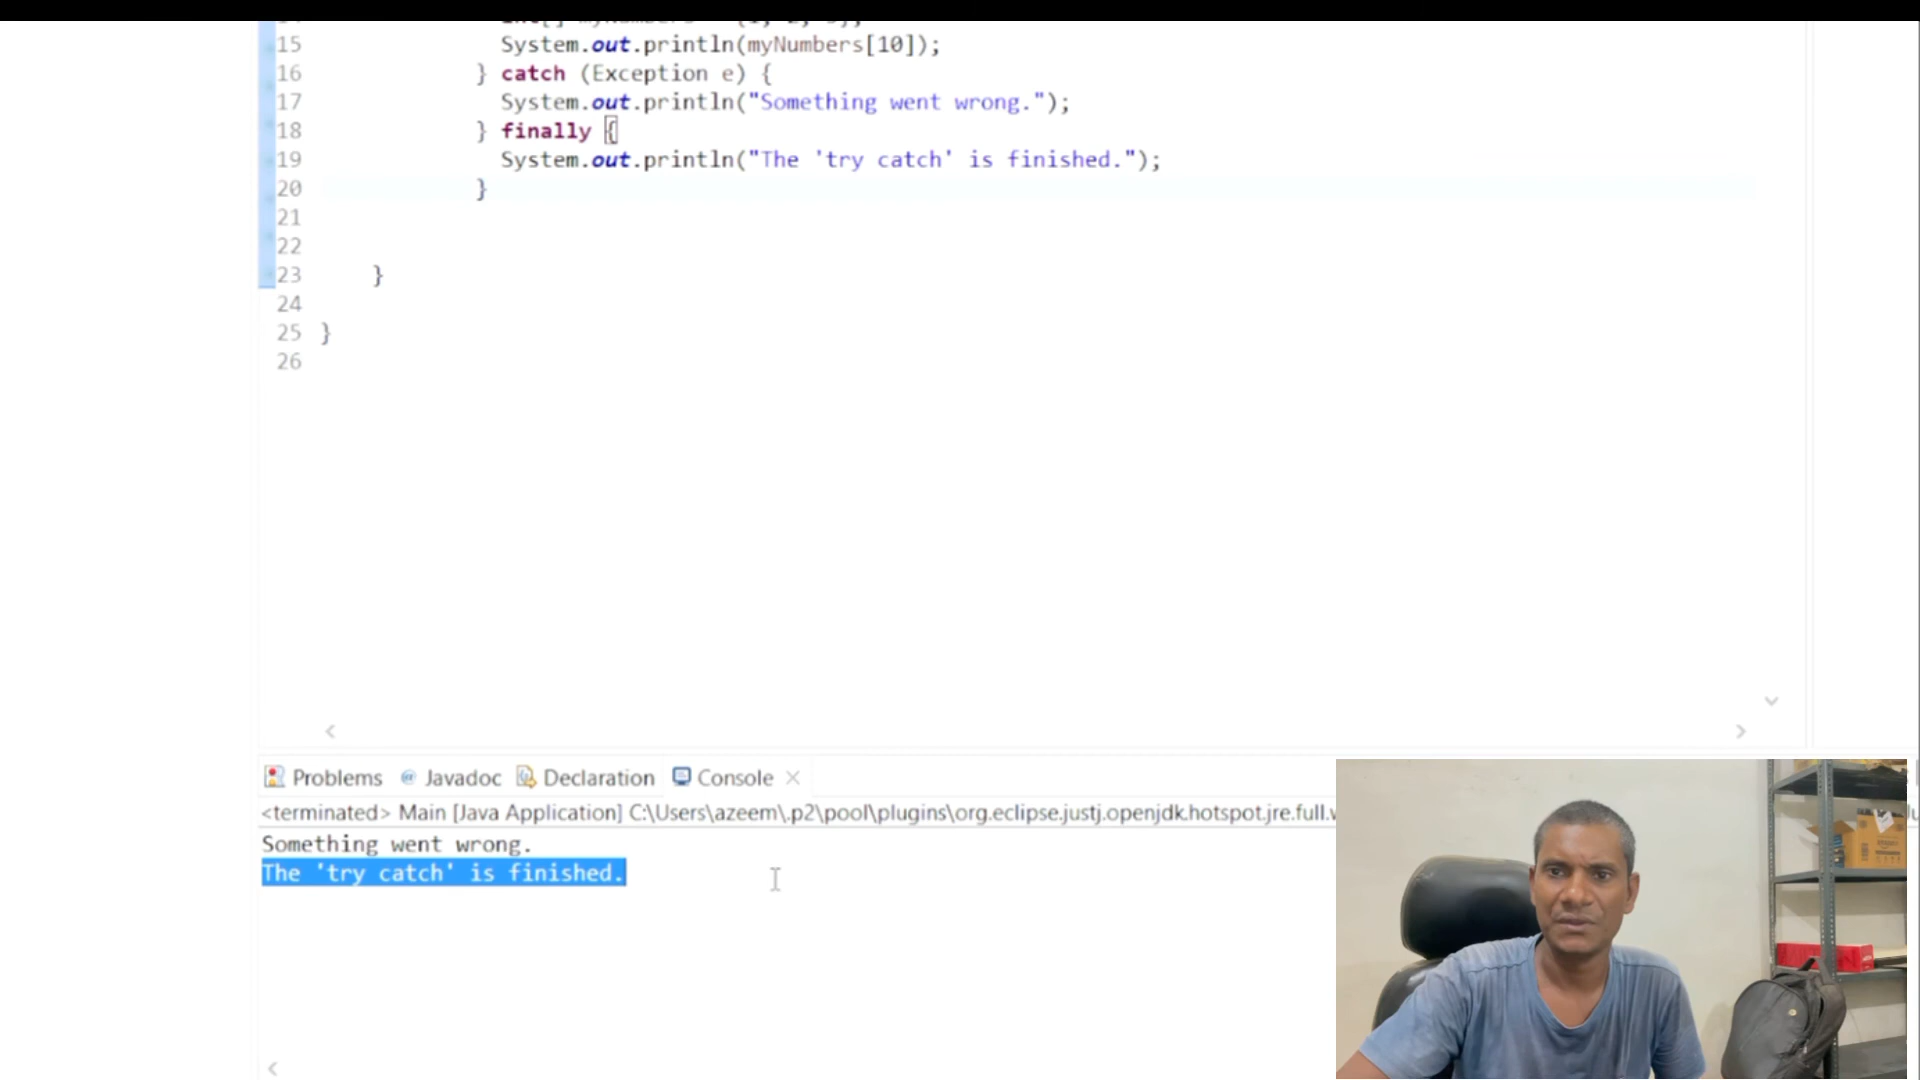 15 System.out.println(myNumbers[10]);
16 } catch (Exception e) {
17 System.out.println("Something went wrong.");
18 } finally {
19 System.out.println("The 'try catch' is finished.");
20 }
21
22
23 }
24
25 }
26
Problems Javadoc Declaration Console
<terminated> Main [Java Application] C:\Users\azeem\.p2\pool\plugins\org.eclipse.justj.openjdk.hotspot.jre.full.
Something went wrong.
The 'try catch' is finished.